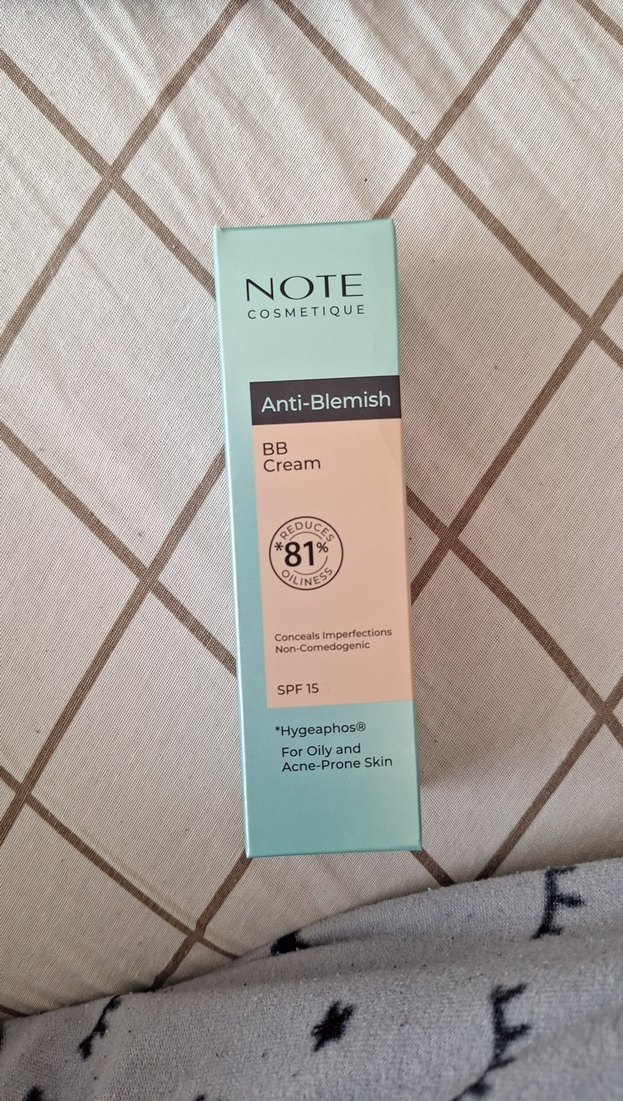 NOTE
COSMETIQUE
Anti-Blemish
BB
Cream
REDUCES
*81%
OILINESS
Conceals Imperfections
Non-Comedogenic
SPF 15
*Hygeaphos®
For Oily and
Acne-Prone Skin